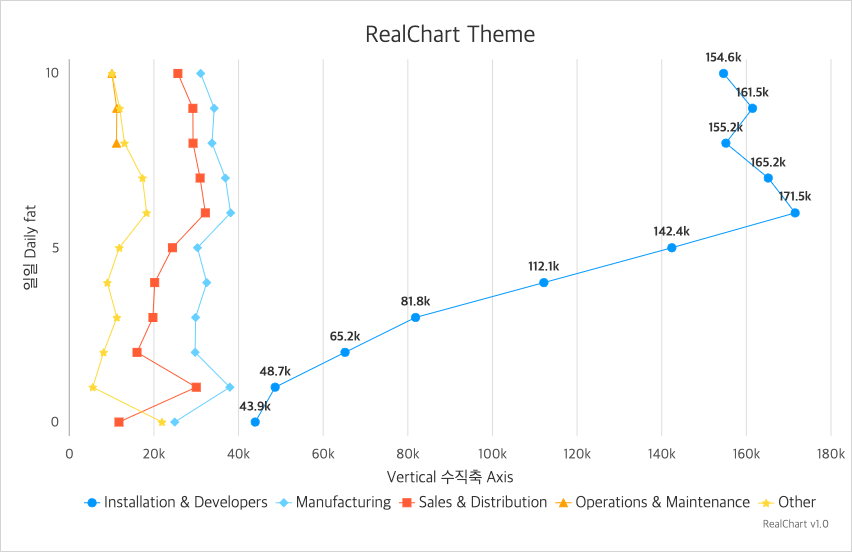 RealChart Theme
154.6k
10
161.5k
155.2k
165.2k
171.5k
일일 Daily fat
142.4k
5
112.1k
81.8k
65.2k
48.7k
43.9k
0
0 20k 40k 60k 80k 100k 120k 140k 160k 180k
Vertical 수직축 Axis
Installation & Developers Manufacturing Sales & Distribution Operations & Maintenance Other
RealChart v1.0